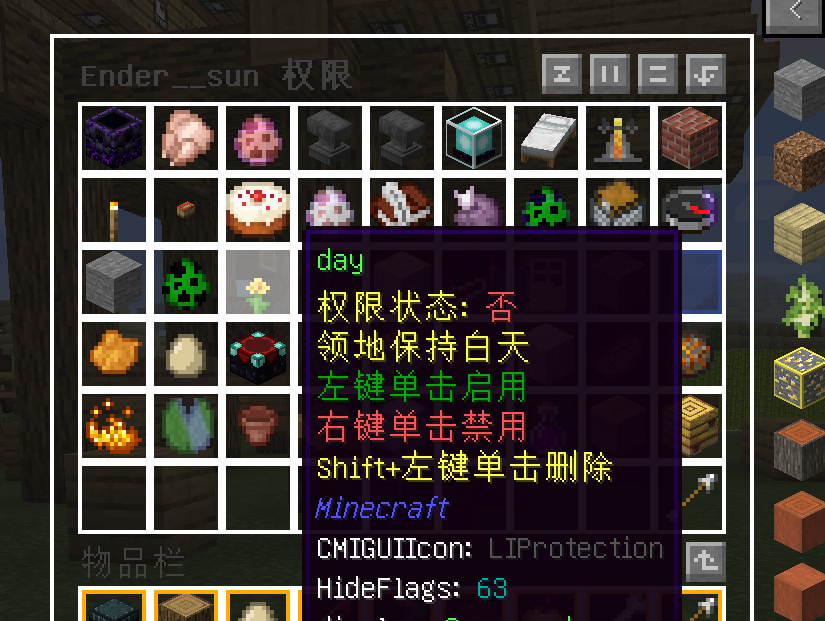 Ender__sun 权限
day
权限状态: 否
领地保持白天
左键单击启用
右键单击禁用
Shift+左键单击删除
Minecraft
CMIGUIIcon: LIProtection
物品栏
HideFlags: 63